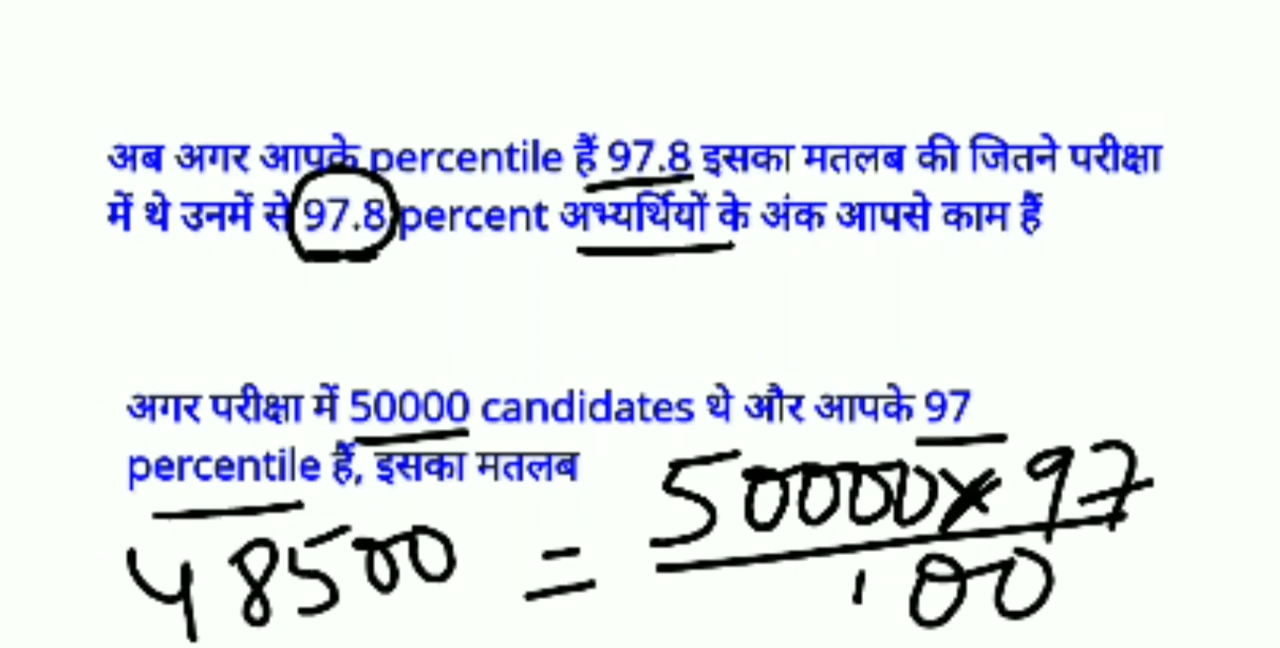 अब अगर आपके percentile हैं 97.8 इसका मतलब की जितने परीक्षा
में थे उनमें से 97.8 percent अभ्यर्थियों के अंक आपसे काम हैं
अगर परीक्षा में 50000 candidates थे और आपके 97
percentile हैं, इसका मतलब
50000 x 97
48500 = 
100